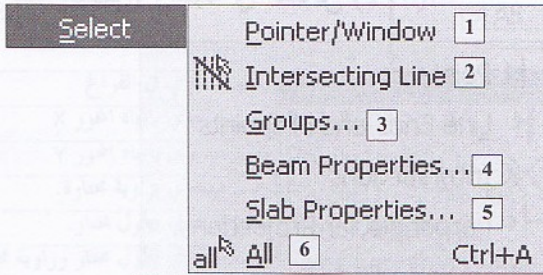 Select
Pointer/Window 1
Intersecting Line 2
Groups... 3
Beam Properties... 4
Slab Properties... 5
all All 6 Ctrl+A